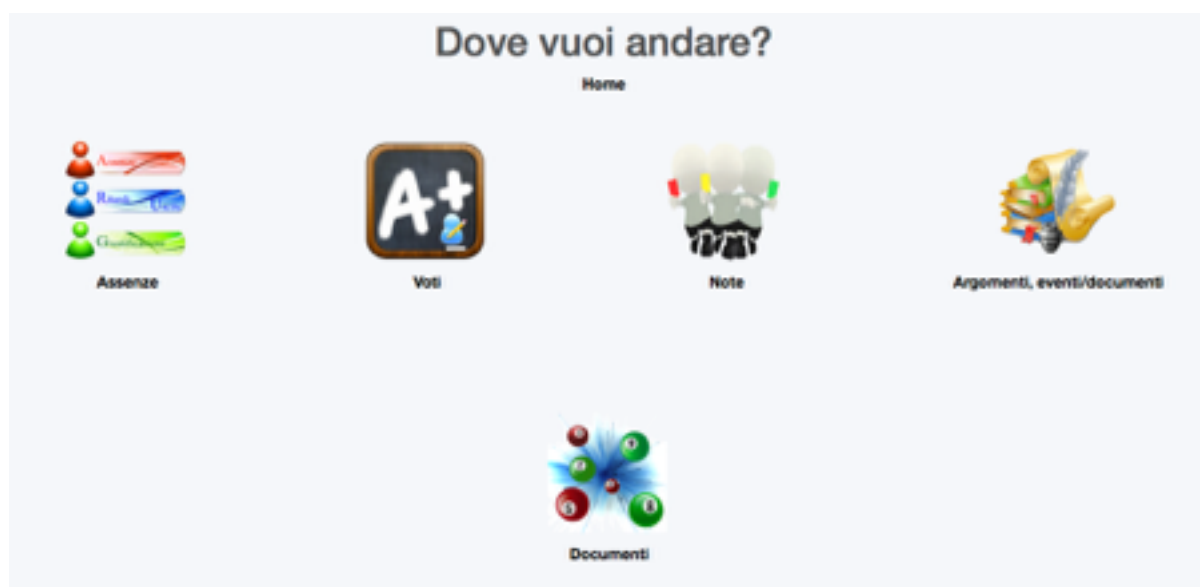 Dove vuoi andare?
Home
Assenze
Voti
A+
Note
Argomenti, eventi/documenti
Documenti